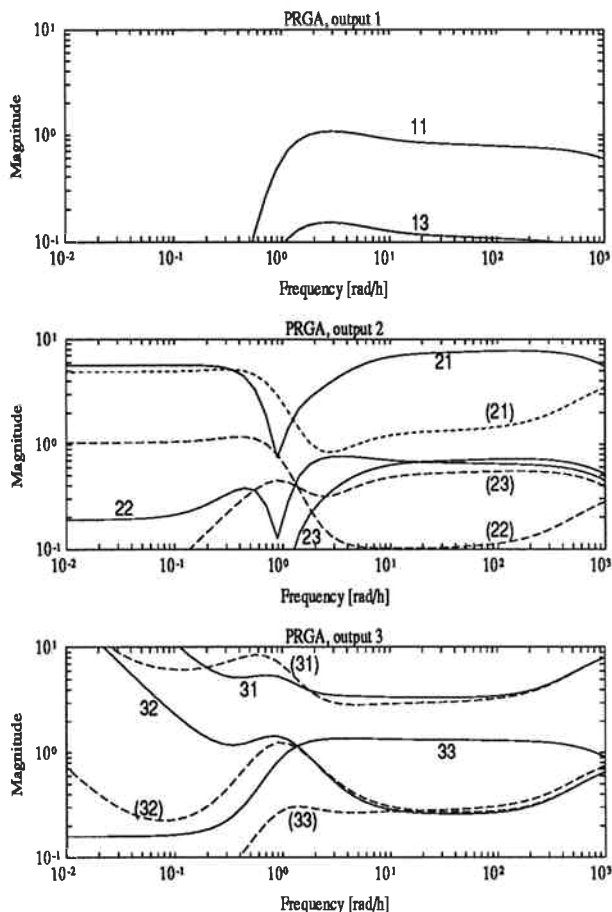 PRGA, output 1
10¹
Magnitude
10⁰
11
13
10⁻¹
10⁻² 10⁻¹ 10⁰ 10¹ 10² 10³
Frequency [rad/h]
PRGA, output 2
10¹
Magnitude
21
(21)
10⁰
(23)
22
23
(22)
10⁻¹
10⁻² 10⁻¹ 10⁰ 10¹ 10² 10³
Frequency [rad/h]
PRGA, output 3
10¹
Magnitude
(31)
31
32
33
10⁰
(32)
(33)
10⁻¹
10⁻² 10⁻¹ 10⁰ 10¹ 10² 10³
Frequency [rad/h]